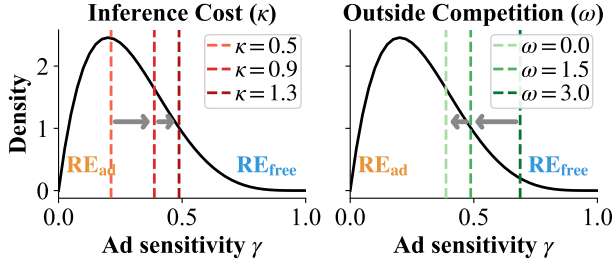 Inference Cost (κ)
Density
2
1
0
κ = 0.5
κ = 0.9
κ = 1.3
RE_ad
RE_free
0.0
0.5
1.0
Ad sensitivity γ
Outside Competition (ω)
ω = 0.0
ω = 1.5
ω = 3.0
RE_ad
RE_free
0.0
0.5
1.0
Ad sensitivity γ